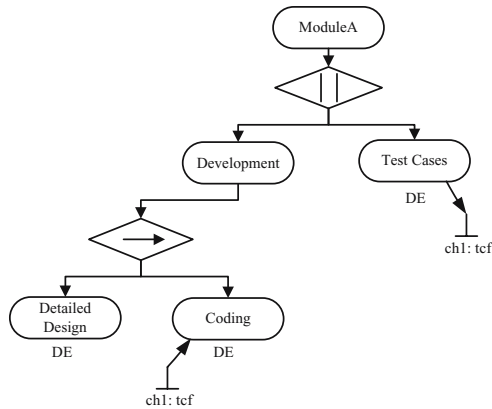 ModuleA
Development
Test Cases
DE
ch1: tcf
Detailed
Design
Coding
DE
DE
ch1: tcf